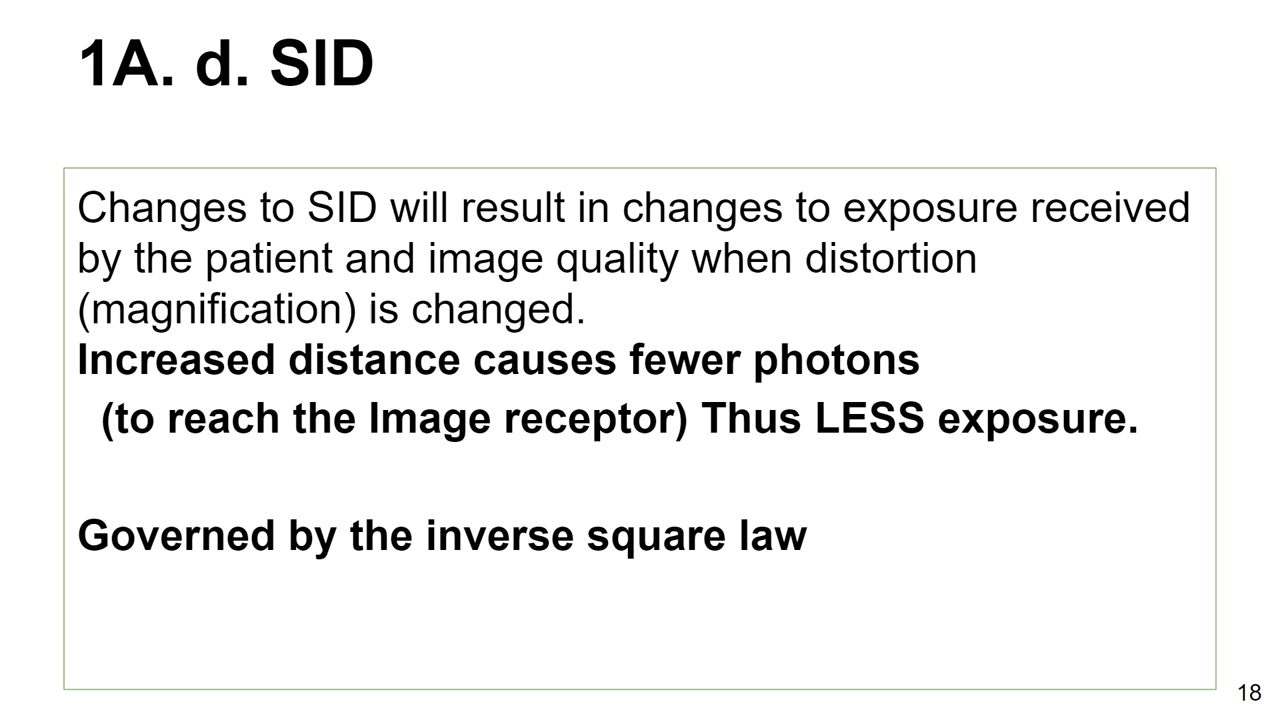 1A. d. SID
Changes to SID will result in changes to exposure received
by the patient and image quality when distortion
(magnification) is changed.
Increased distance causes fewer photons
(to reach the Image receptor) Thus LESS exposure.
Governed by the inverse square law
18